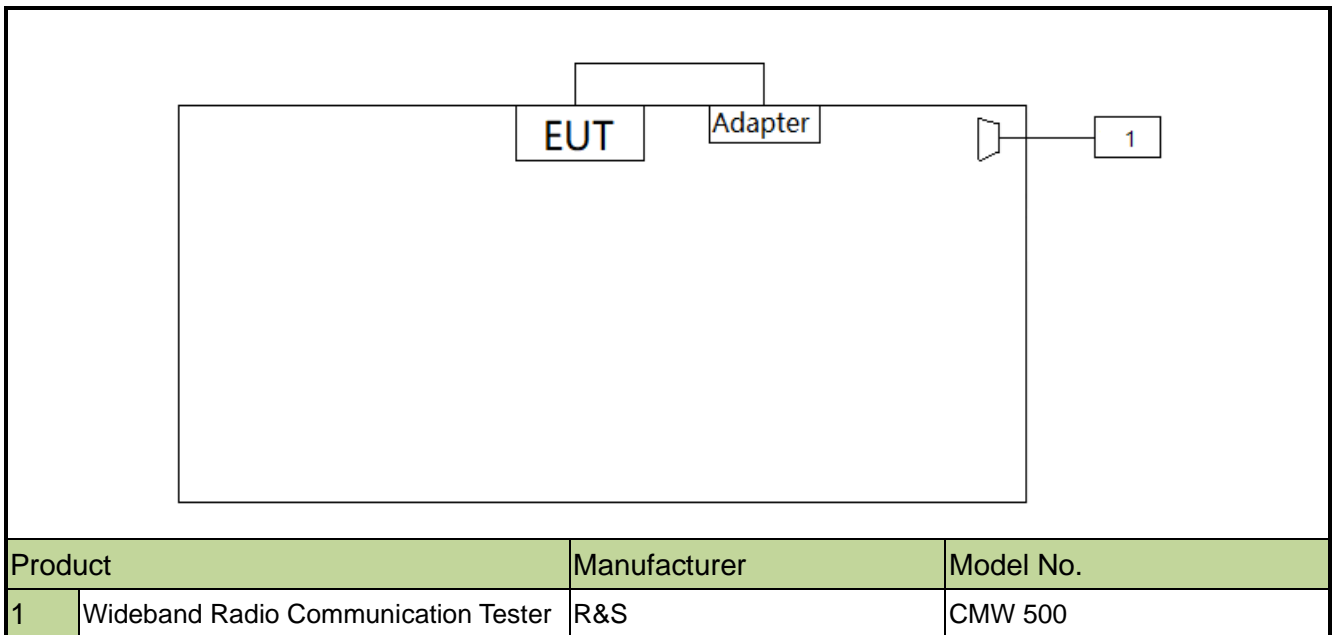 EUT
Adapter
1
Product Manufacturer Model No.
1 Wideband Radio Communication Tester R&S CMW 500